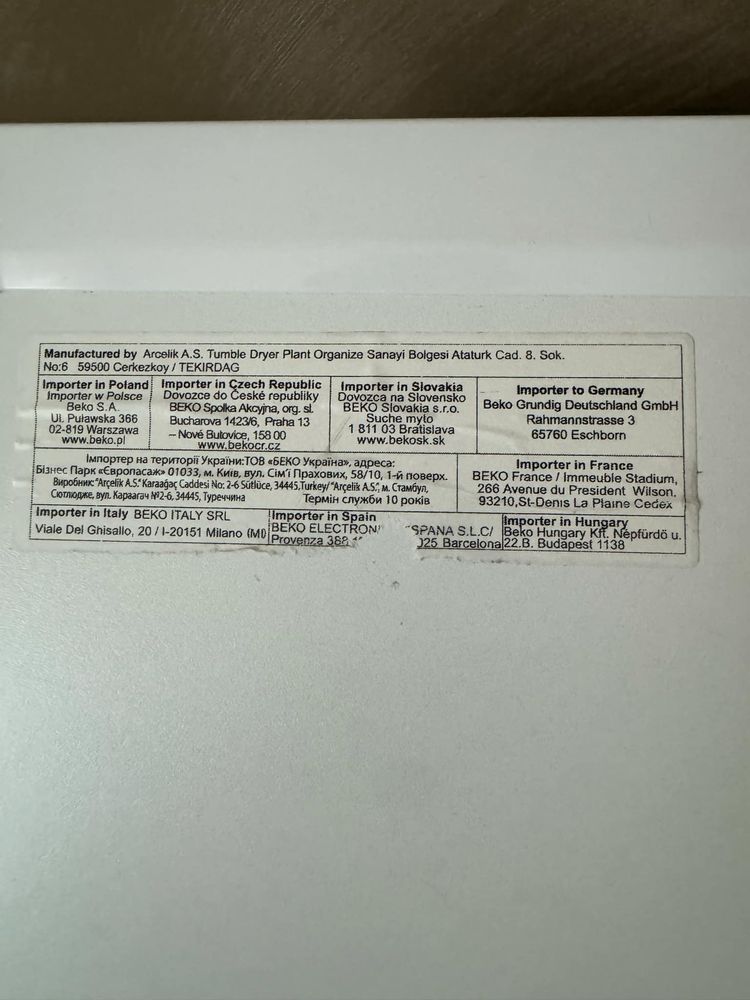 Manufactured by Arcelik A.S. Tumble Dryer Plant Organize Sanayi Bolgesi Ataturk Cad. 8. Sok.
No:6 59500 Cerkezkoy / TEKIRDAG
Importer in Poland
Importer w Polsce
Beko S.A.
Ul. Puławska 366
02-819 Warszawa
www.beko.pl
Importer in Czech Republic
Dovozce do České republiky
BEKO Spolka Akcyjna, org. sl.
Bucharova 1423/6, Praha 13
– Nové Butovice, 158 00
www.bekocr.cz
Importer in Slovakia
Dovozca na Slovensko
BEKO Slovakia s.r.o.
Suche myto
1 811 03 Bratislava
www.bekosk.sk
Importer to Germany
Beko Grundig Deutschland GmbH
Rahmannstrasse 3
65760 Eschborn
Імпортер на території України:ТОВ «БЕКО Україна», адреса:
Бізнес Парк «Європасаж» 01033, м. Київ, вул. Сім'ї Прахових, 58/10, 1-й поверх.
Виробник: "Arçelik A.S." Karaağaç Caddesi No: 2-6 Sütlüce, 34445,Turkey/"Arçelik A.S.", м. Стамбул,
Сютлюдже, вул. Караагач №2-6, 34445, Туреччина Термін служби 10 років
Importer in France
BEKO France / Immeuble Stadium,
266 Avenue du President Wilson,
93210,St-Denis La Plaine Cedex
Importer in Italy BEKO ITALY SRL
Viale Del Ghisallo, 20 / I-20151 Milano (MI)
Importer in Spain
BEKO ELECTRON SPANA S.L.C/
Provenza 388 025 Barcelona
Importer in Hungary
Beko Hungary Kft. Népfürdő u.
22.B. Budapest 1138